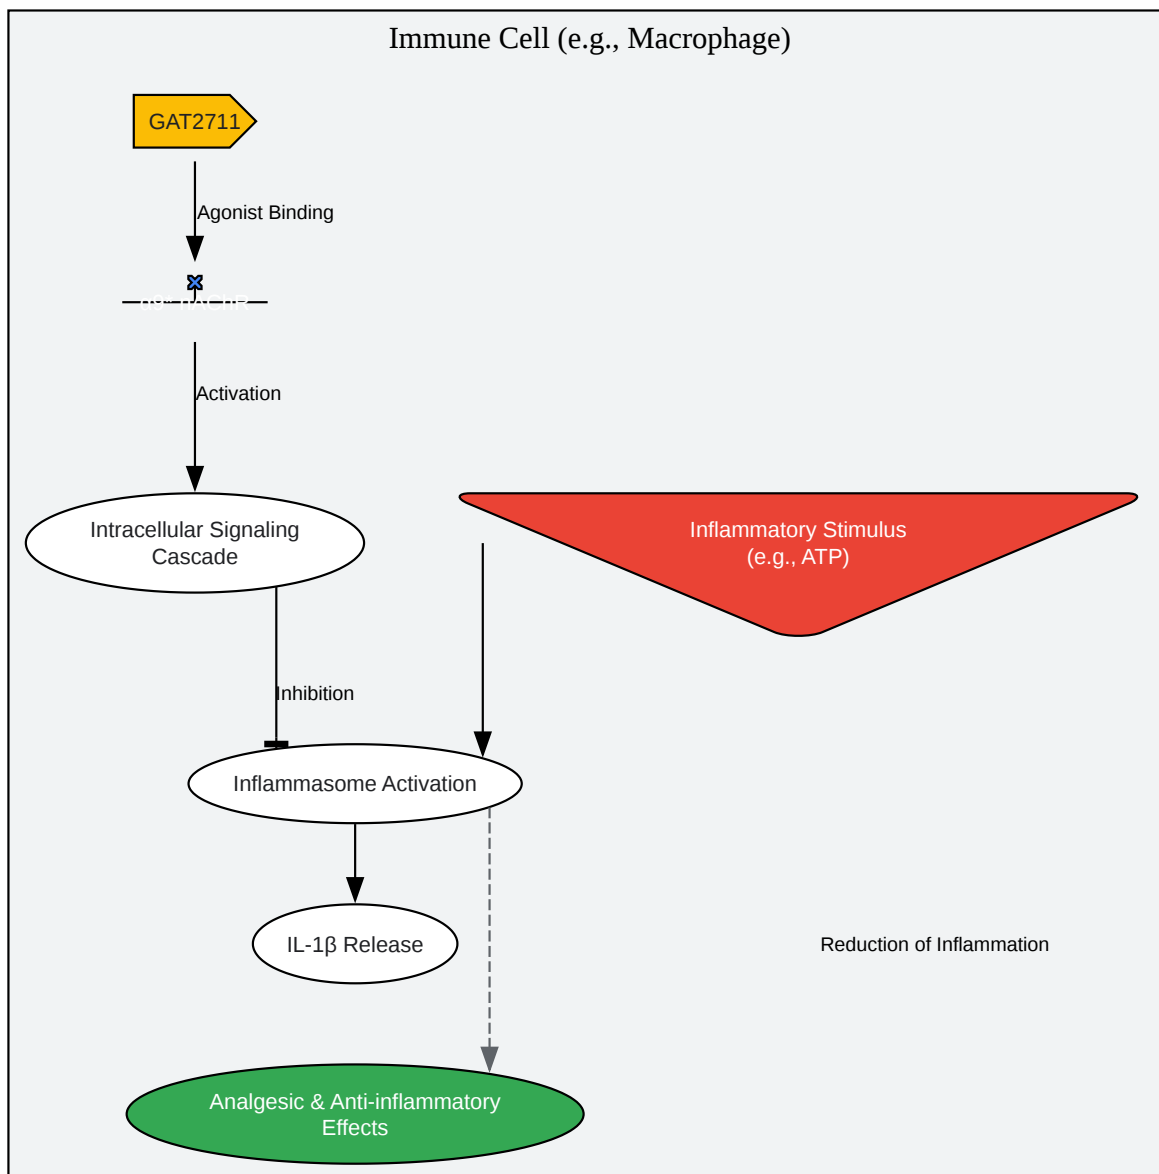 Immune Cell (e.g., Macrophage)
GAT2711
Agonist Binding
Activation
Intracellular Signaling
Cascade
Inflammatory Stimulus
(e.g., ATP)
Inhibition
Inflammasome Activation
IL-1β Release
Reduction of Inflammation
Analgesic & Anti-inflammatory
Effects